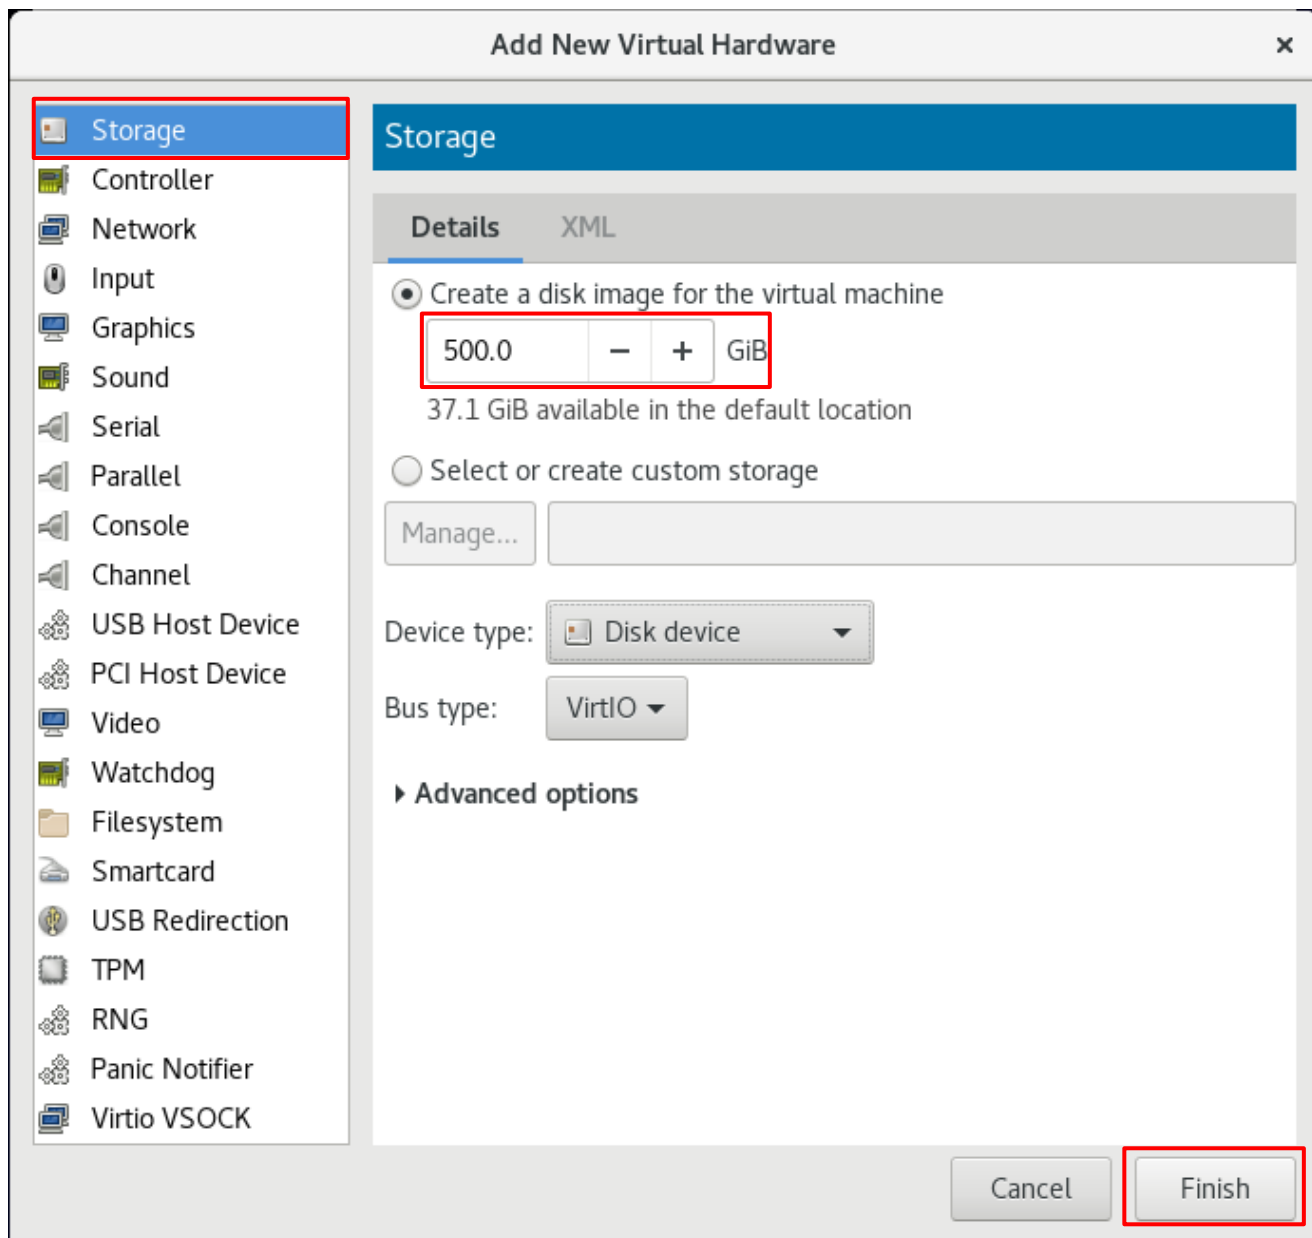 Add New Virtual Hardware
Storage
Controller
Network
Input
Graphics
Sound
Serial
Parallel
Console
Channel
USB Host Device
PCI Host Device
Video
Watchdog
Filesystem
Smartcard
USB Redirection
TPM
RNG
Panic Notifier
Virtio VSOCK
Storage
Details XML
Create a disk image for the virtual machine
500.0 − + GiB
37.1 GiB available in the default location
Select or create custom storage
Manage...
Device type: Disk device
Bus type: VirtIO
Advanced options
Cancel Finish